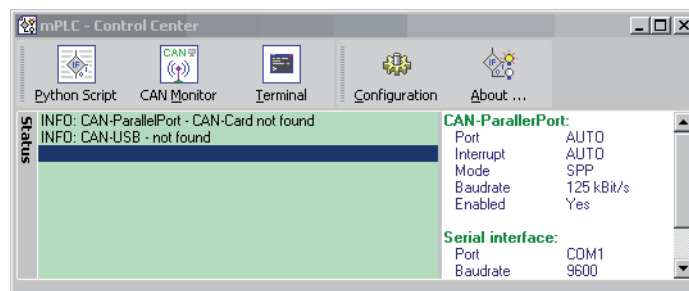 mPLC - Control Center
Python Script
CAN Monitor
Terminal
Configuration
About ...
Status
INFO: CAN-ParallelPort - CAN-Card not found
INFO: CAN-USB - not found
CAN-ParallerPort:
Port AUTO
Interrupt AUTO
Mode SPP
Baudrate 125 kBit/s
Enabled Yes
Serial interface:
Port COM1
Baudrate 9600